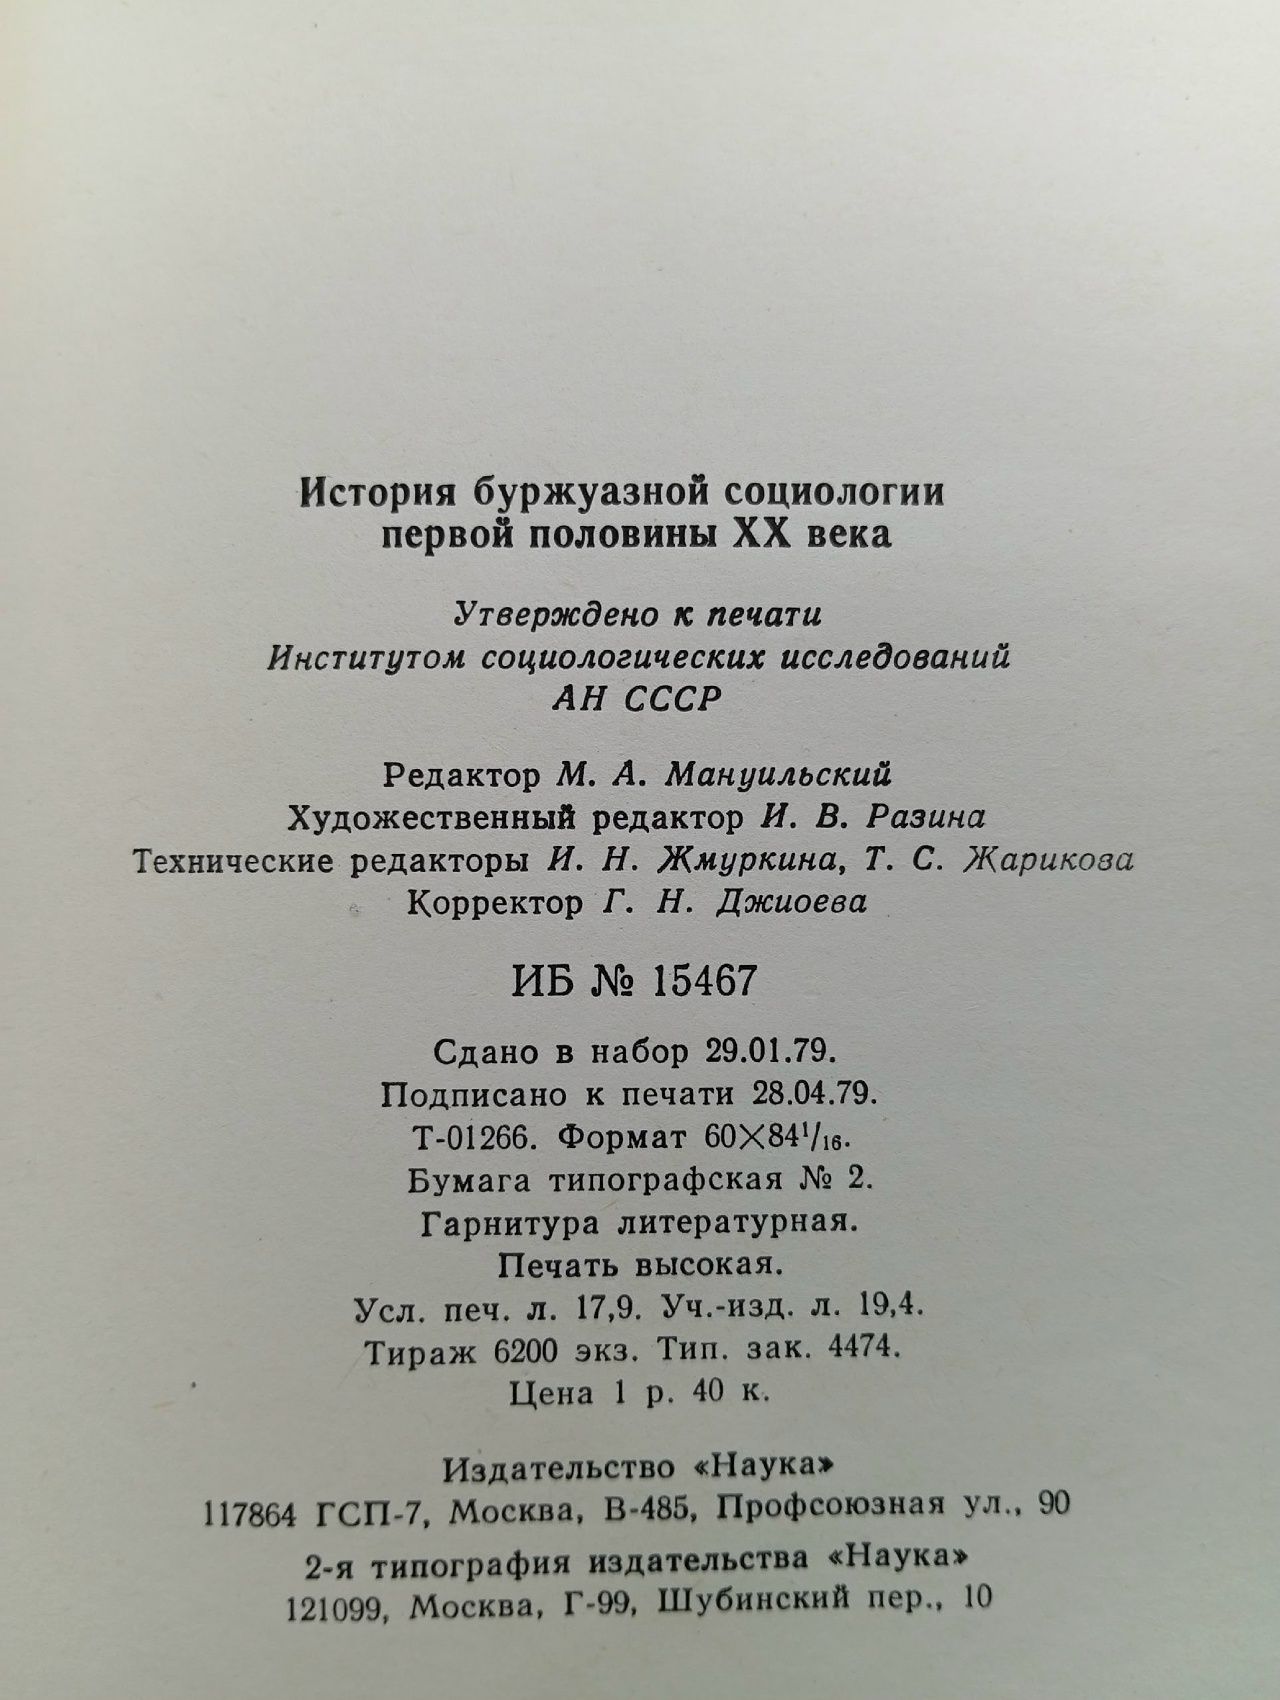 История буржуазной социологии
первой половины XX века
Утверждено к печати
Институтом социологических исследований
АН СССР
Редактор М. А. Мануильский
Художественный редактор И. В. Разина
Технические редакторы И. Н. Жмуркина, Т. С. Жарикова
Корректор Г. Н. Джиоева
ИБ № 15467
Сдано в набор 29.01.79.
Подписано к печати 28.04.79.
Т-01266. Формат 60×84¹/₁₆.
Бумага типографская № 2.
Гарнитура литературная.
Печать высокая.
Усл. печ. л. 17,9. Уч.-изд. л. 19,4.
Тираж 6200 экз. Тип. зак. 4474.
Цена 1 р. 40 к.
Издательство «Наука»
117864 ГСП-7, Москва, В-485, Профсоюзная ул., 90
2-я типография издательства «Наука»
121099, Москва, Г-99, Шубинский пер., 10